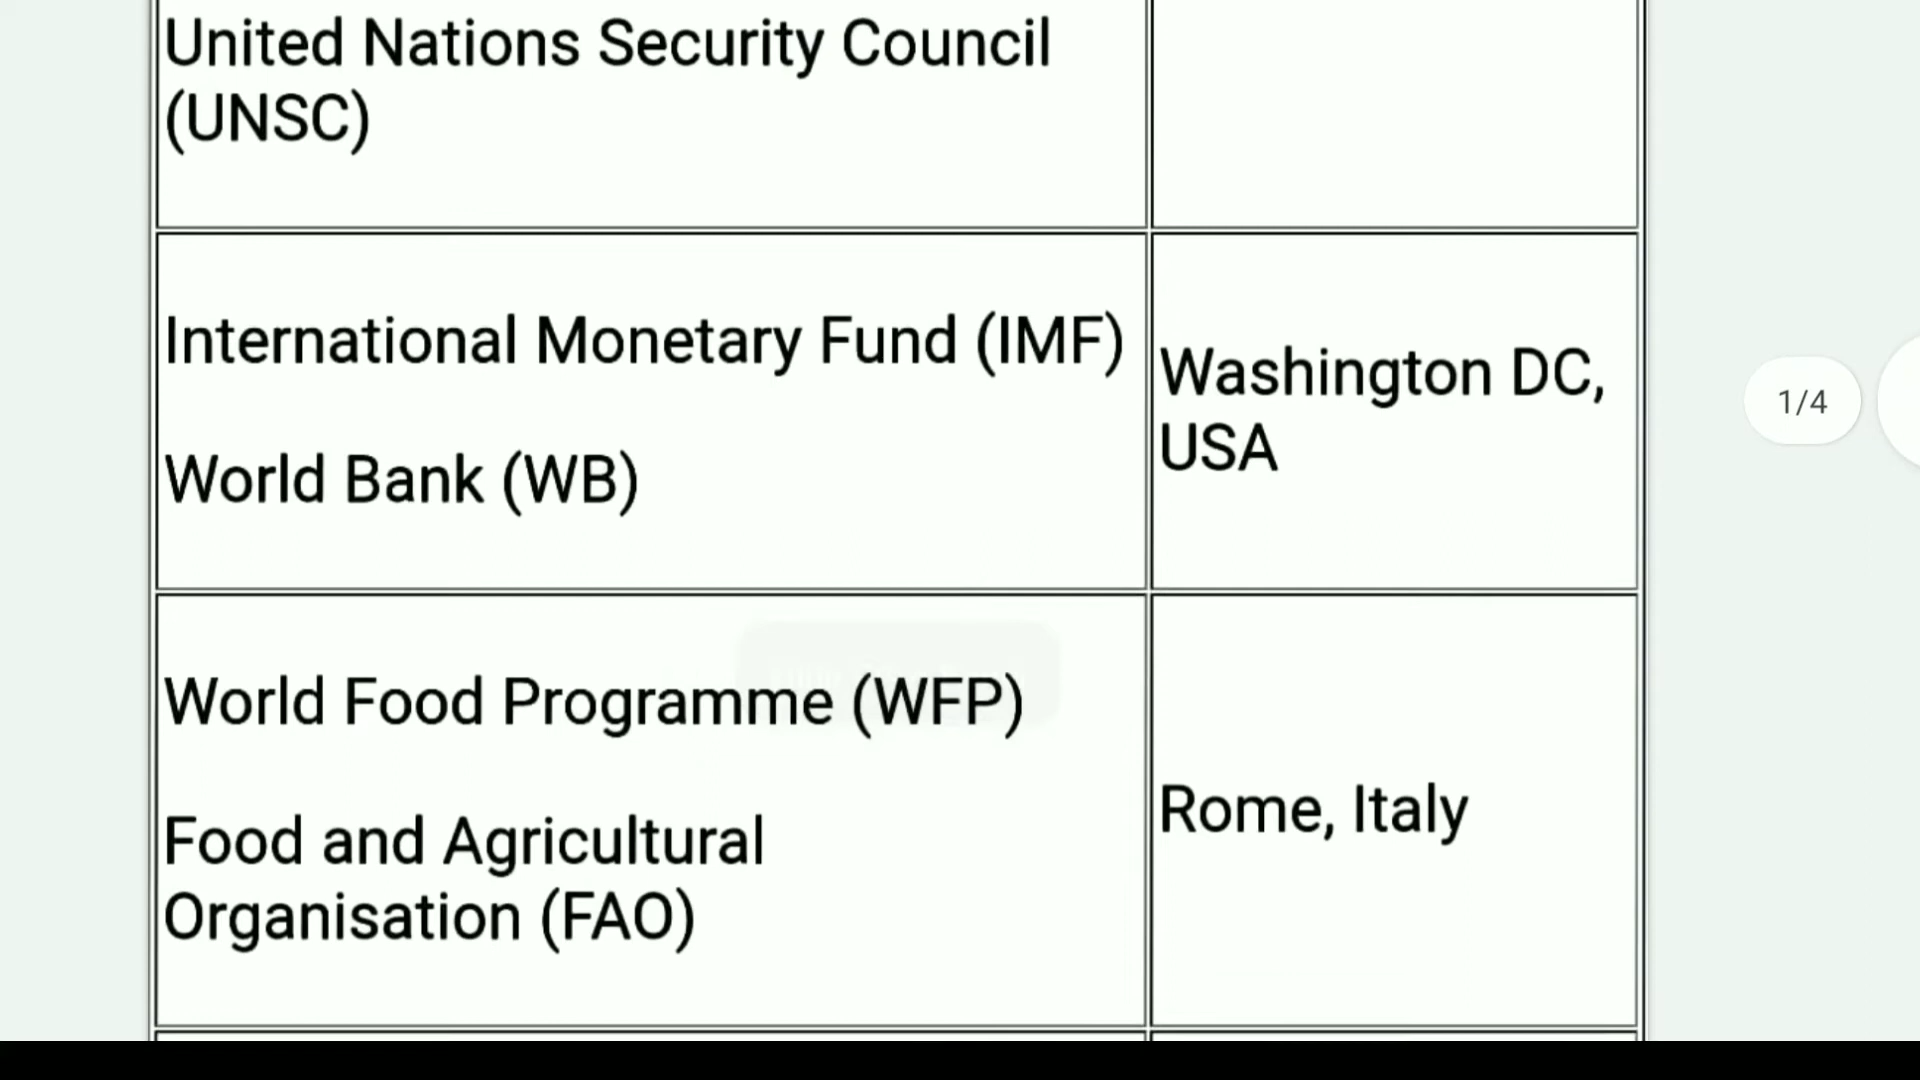 United Nations Security Council
(UNSC)
International Monetary Fund (IMF)
World Bank (WB)
Washington DC,
USA
World Food Programme (WFP)
Food and Agricultural
Organisation (FAO)
Rome, Italy
1/4